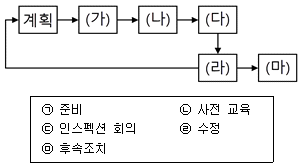 계획 (가) (나) (다)
(라) (마)
㉠ 준비 ㉡ 사전 교육
㉢ 인스펙션 회의 ㉣ 수정
㉤ 후속조치